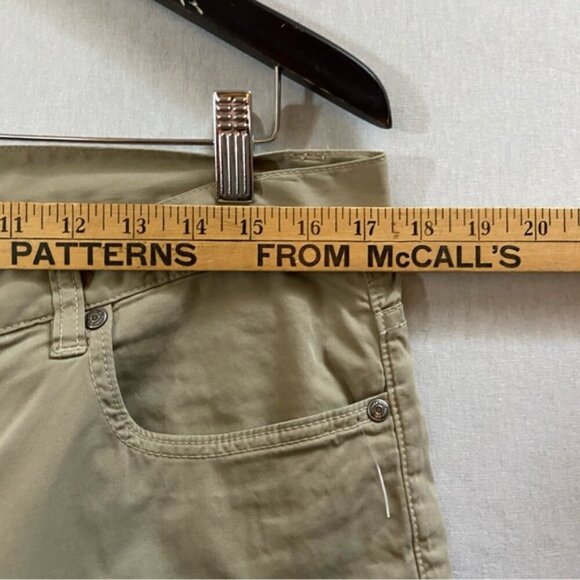 11 12 13 14 15 16 17 18 19 20
PATTERNS FROM McCALL'S